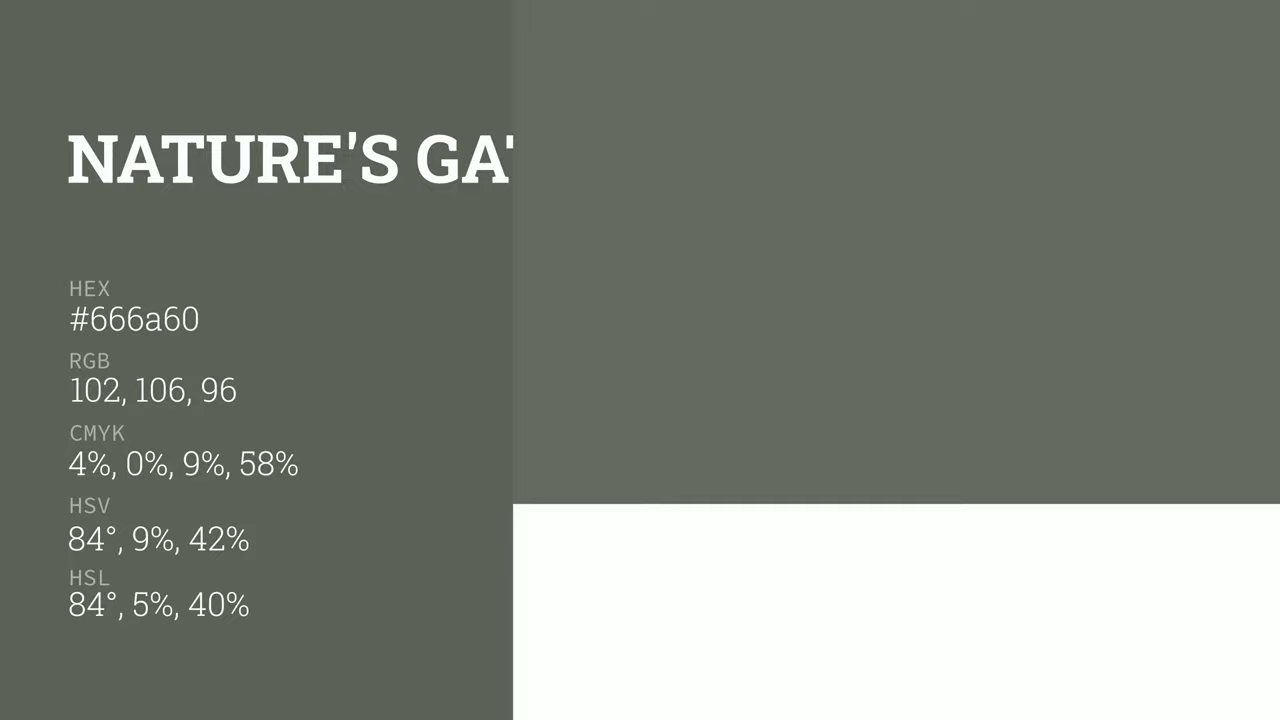 NATURE'S
HEX
#666a60
RGB
102, 106, 96
CMYK
4%, 0%, 9%, 58%
HSV
84°, 9%, 42%
HSL
84°, 5%, 40%